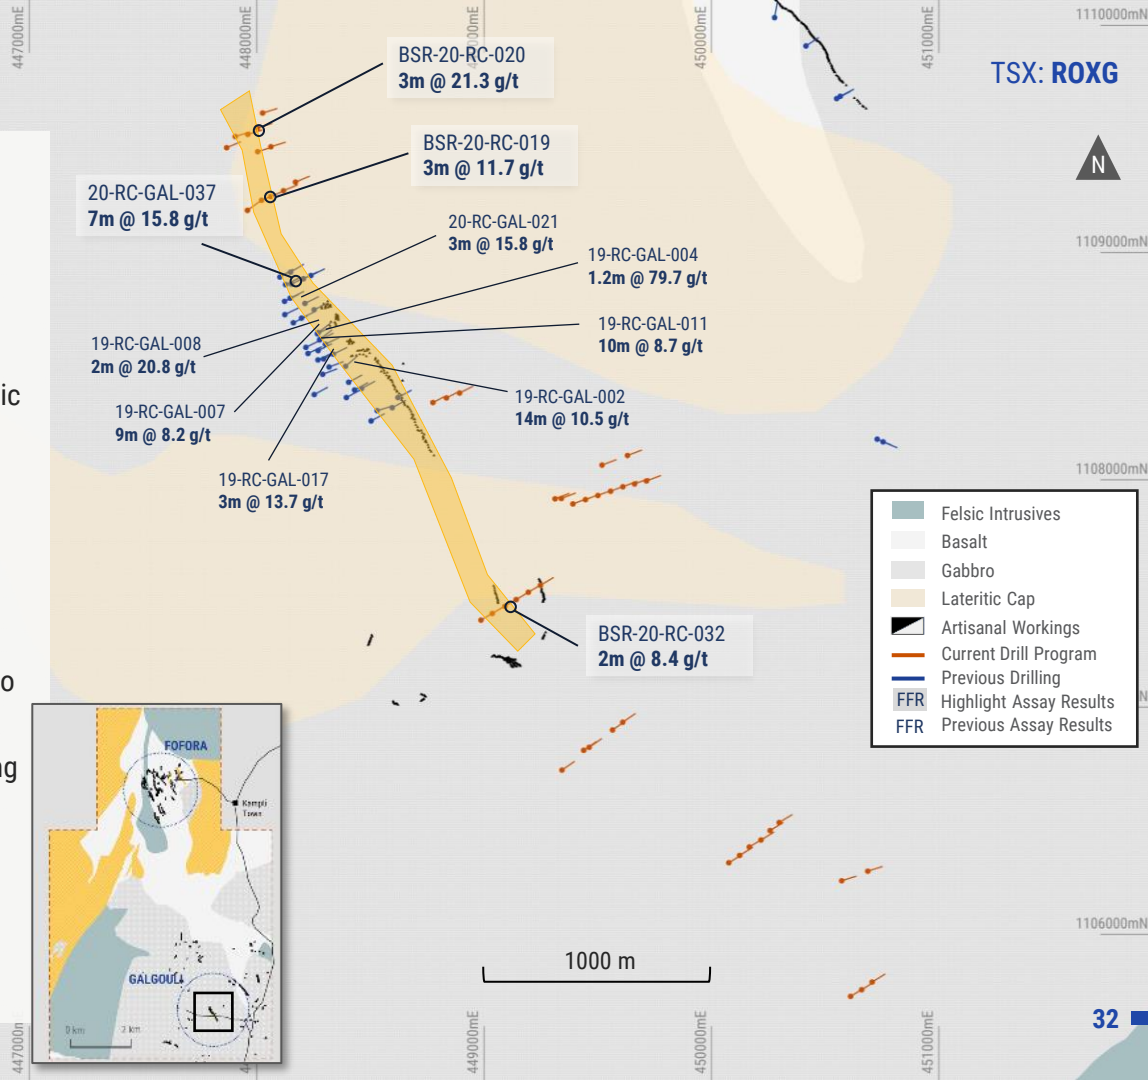 447000mE
448000mE
450000mE
451000mE
1110000mN
TSX: ROXG
N
BSR-20-RC-020
3m @ 21.3 g/t
BSR-20-RC-019
3m @ 11.7 g/t
20-RC-GAL-037
7m @ 15.8 g/t
20-RC-GAL-021
3m @ 15.8 g/t
1109000mN
19-RC-GAL-004
1.2m @ 79.7 g/t
19-RC-GAL-011
10m @ 8.7 g/t
19-RC-GAL-008
2m @ 20.8 g/t
19-RC-GAL-002
14m @ 10.5 g/t
19-RC-GAL-007
9m @ 8.2 g/t
ic
19-RC-GAL-017
3m @ 13.7 g/t
1108000mN
Felsic Intrusives
Basalt
Gabbro
Lateritic Cap
Artisanal Workings
Current Drill Program
Previous Drilling
FFR Highlight Assay Results
FFR Previous Assay Results
BSR-20-RC-032
2m @ 8.4 g/t
o
ng
N
FOFORA
Kampti
Town
GALGOULI
0 km 2 km
1106000mN
1000 m
447000m
449000mE
450000mE
451000mE
32